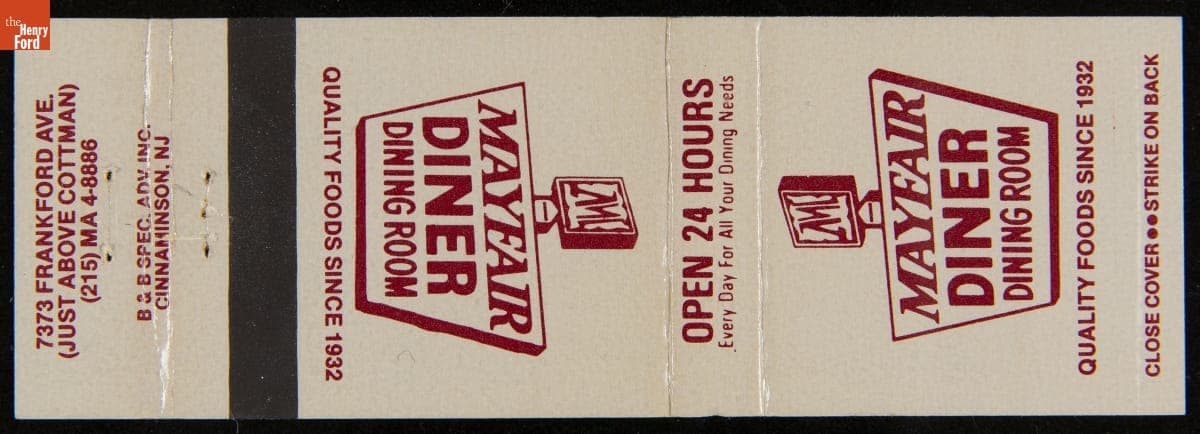 the
Henry
Ford
7373 FRANKFORD AVE.
(JUST ABOVE COTTMAN)
(215) MA 4-8886
B & B SPEC. ADV. INC.
CINNAMINSON, NJ
QUALITY FOODS SINCE 1932
DINING ROOM
DINER
MAYFAIR
M
OPEN 24 HOURS
Every Day For All Your Dining Needs
M
MAYFAIR
DINER
DINING ROOM
QUALITY FOODS SINCE 1932
CLOSE COVER ●● STRIKE ON BACK